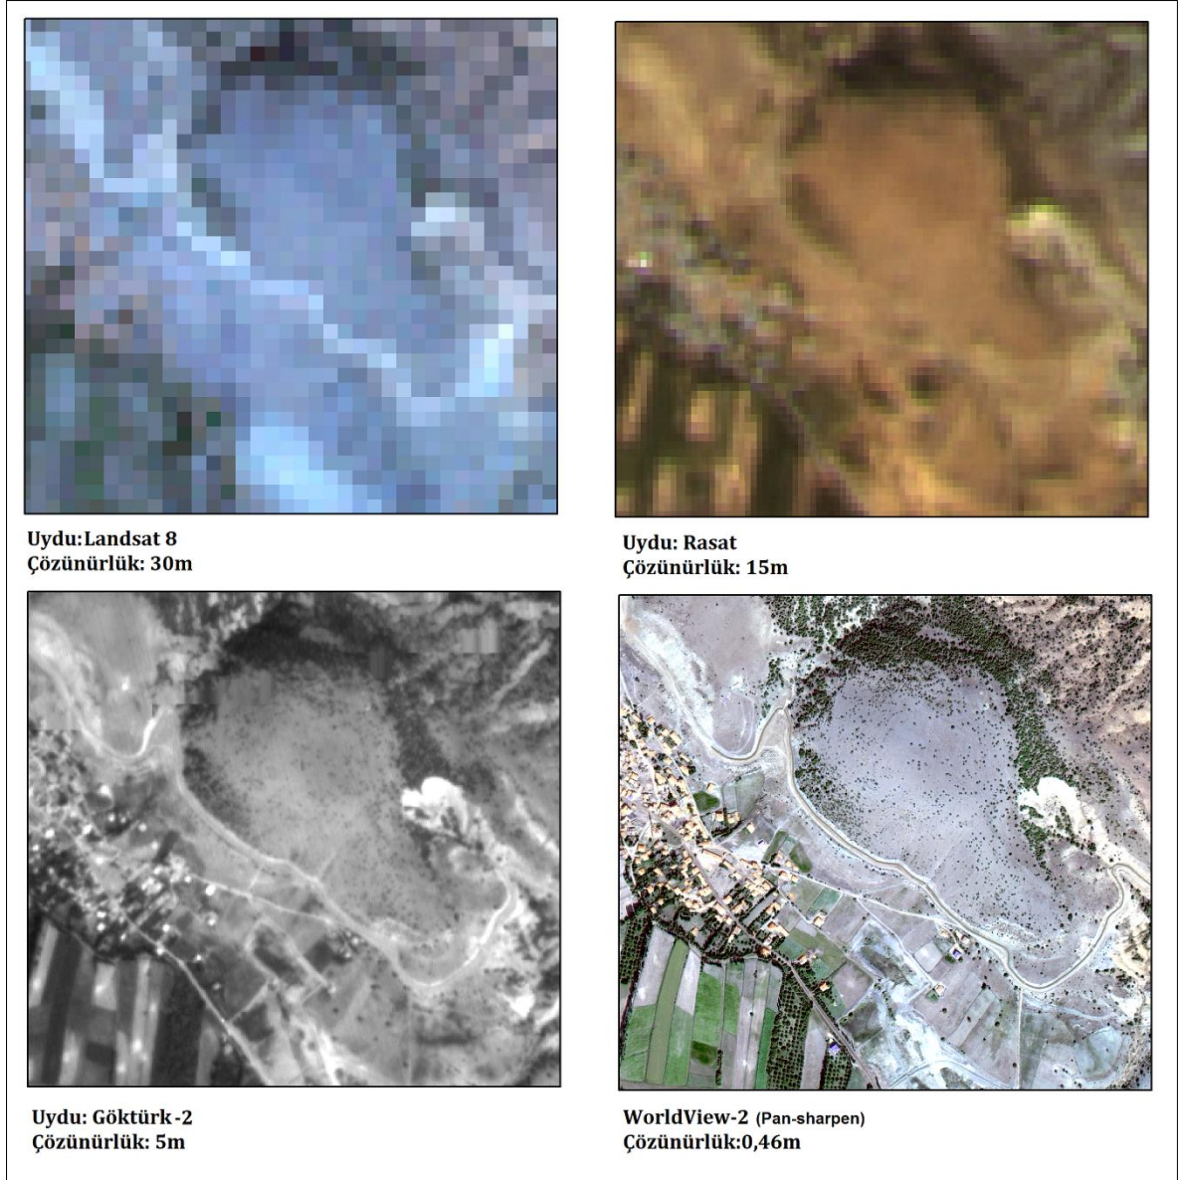 Uydu:Landsat 8
Çözünürlük: 30m
Uydu: Rasat
Çözünürlük: 15m
Uydu: Göktürk-2
Çözünürlük: 5m
WorldView-2 (Pan-sharpen)
Çözünürlük:0,46m